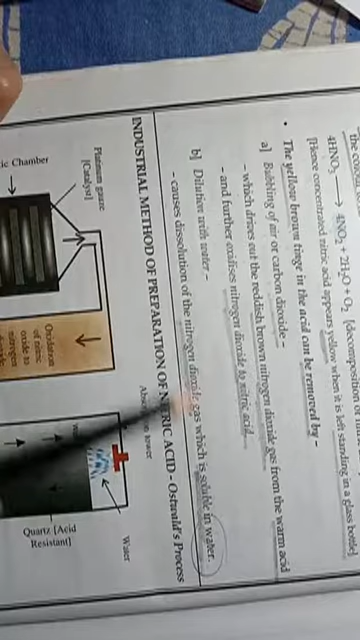 4HNO3 → 4NO2 + 2H2O + O2 [decomposition of
[Hence concentrated nitric acid appears yellow when it is left standing in a glass bottle]
• The yellow brown tinge in the acid can be removed by -
a] Bubbling of air or carbon dioxide -
- which drives out the reddish brown nitrogen dioxide gas from the warm acid
- and further oxidises nitrogen dioxide to nitric acid.
b] Dilution with water -
- causes dissolution of the nitrogen dioxide gas which is soluble in water.
INDUSTRIAL METHOD OF PREPARATION OF NITRIC ACID - Ostwald's Process
Platinum gauze
[Catalyst]
tic Chamber
Oxidation
of nitric
oxide to
nitrogen
tower
Water
Quartz [Acid
Resistant]